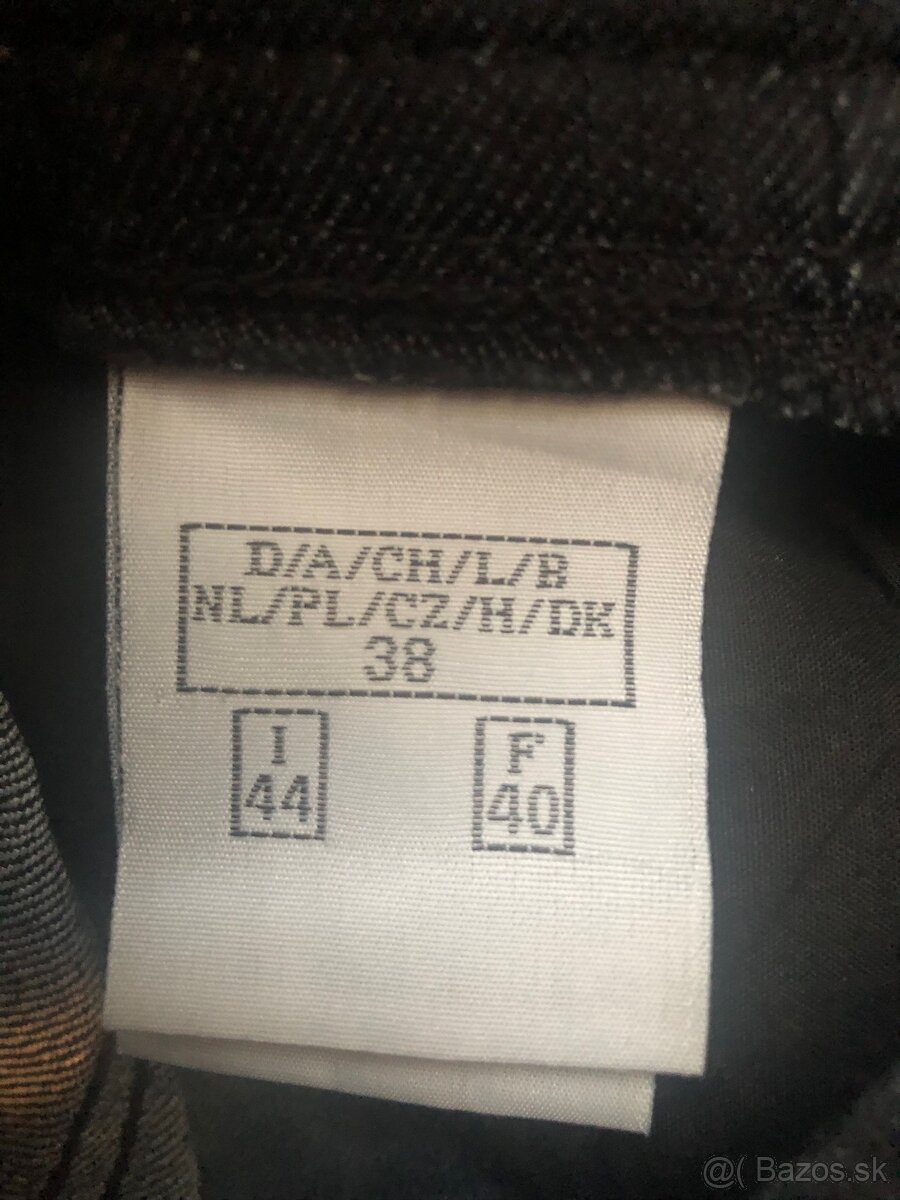 D/A/CH/L/B
NL/PL/CZ/H/DK
38
I
44
F
40
@( Bazos.sk